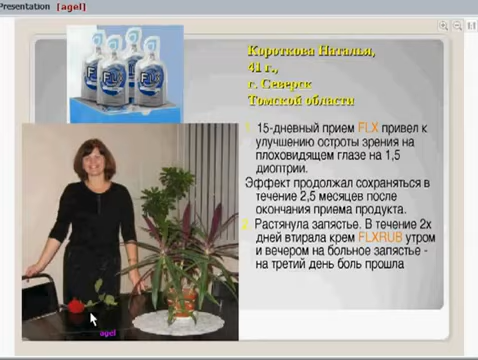 Presentation [agel]
Короткова Наталья,
41 г.,
г. Северск
Томской области
1. 15-дневный прием FLX привел к
улучшению остроты зрения на
плоховидящем глазе на 1,5
диоптрии.
Эффект продолжал сохраняться в
течение 2,5 месяцев после
окончания приема продукта.
2. Растянула запястье. В течение 2х
дней втирала крем FLXRUB утром
и вечером на больное запястье -
на третий день боль прошла
agel